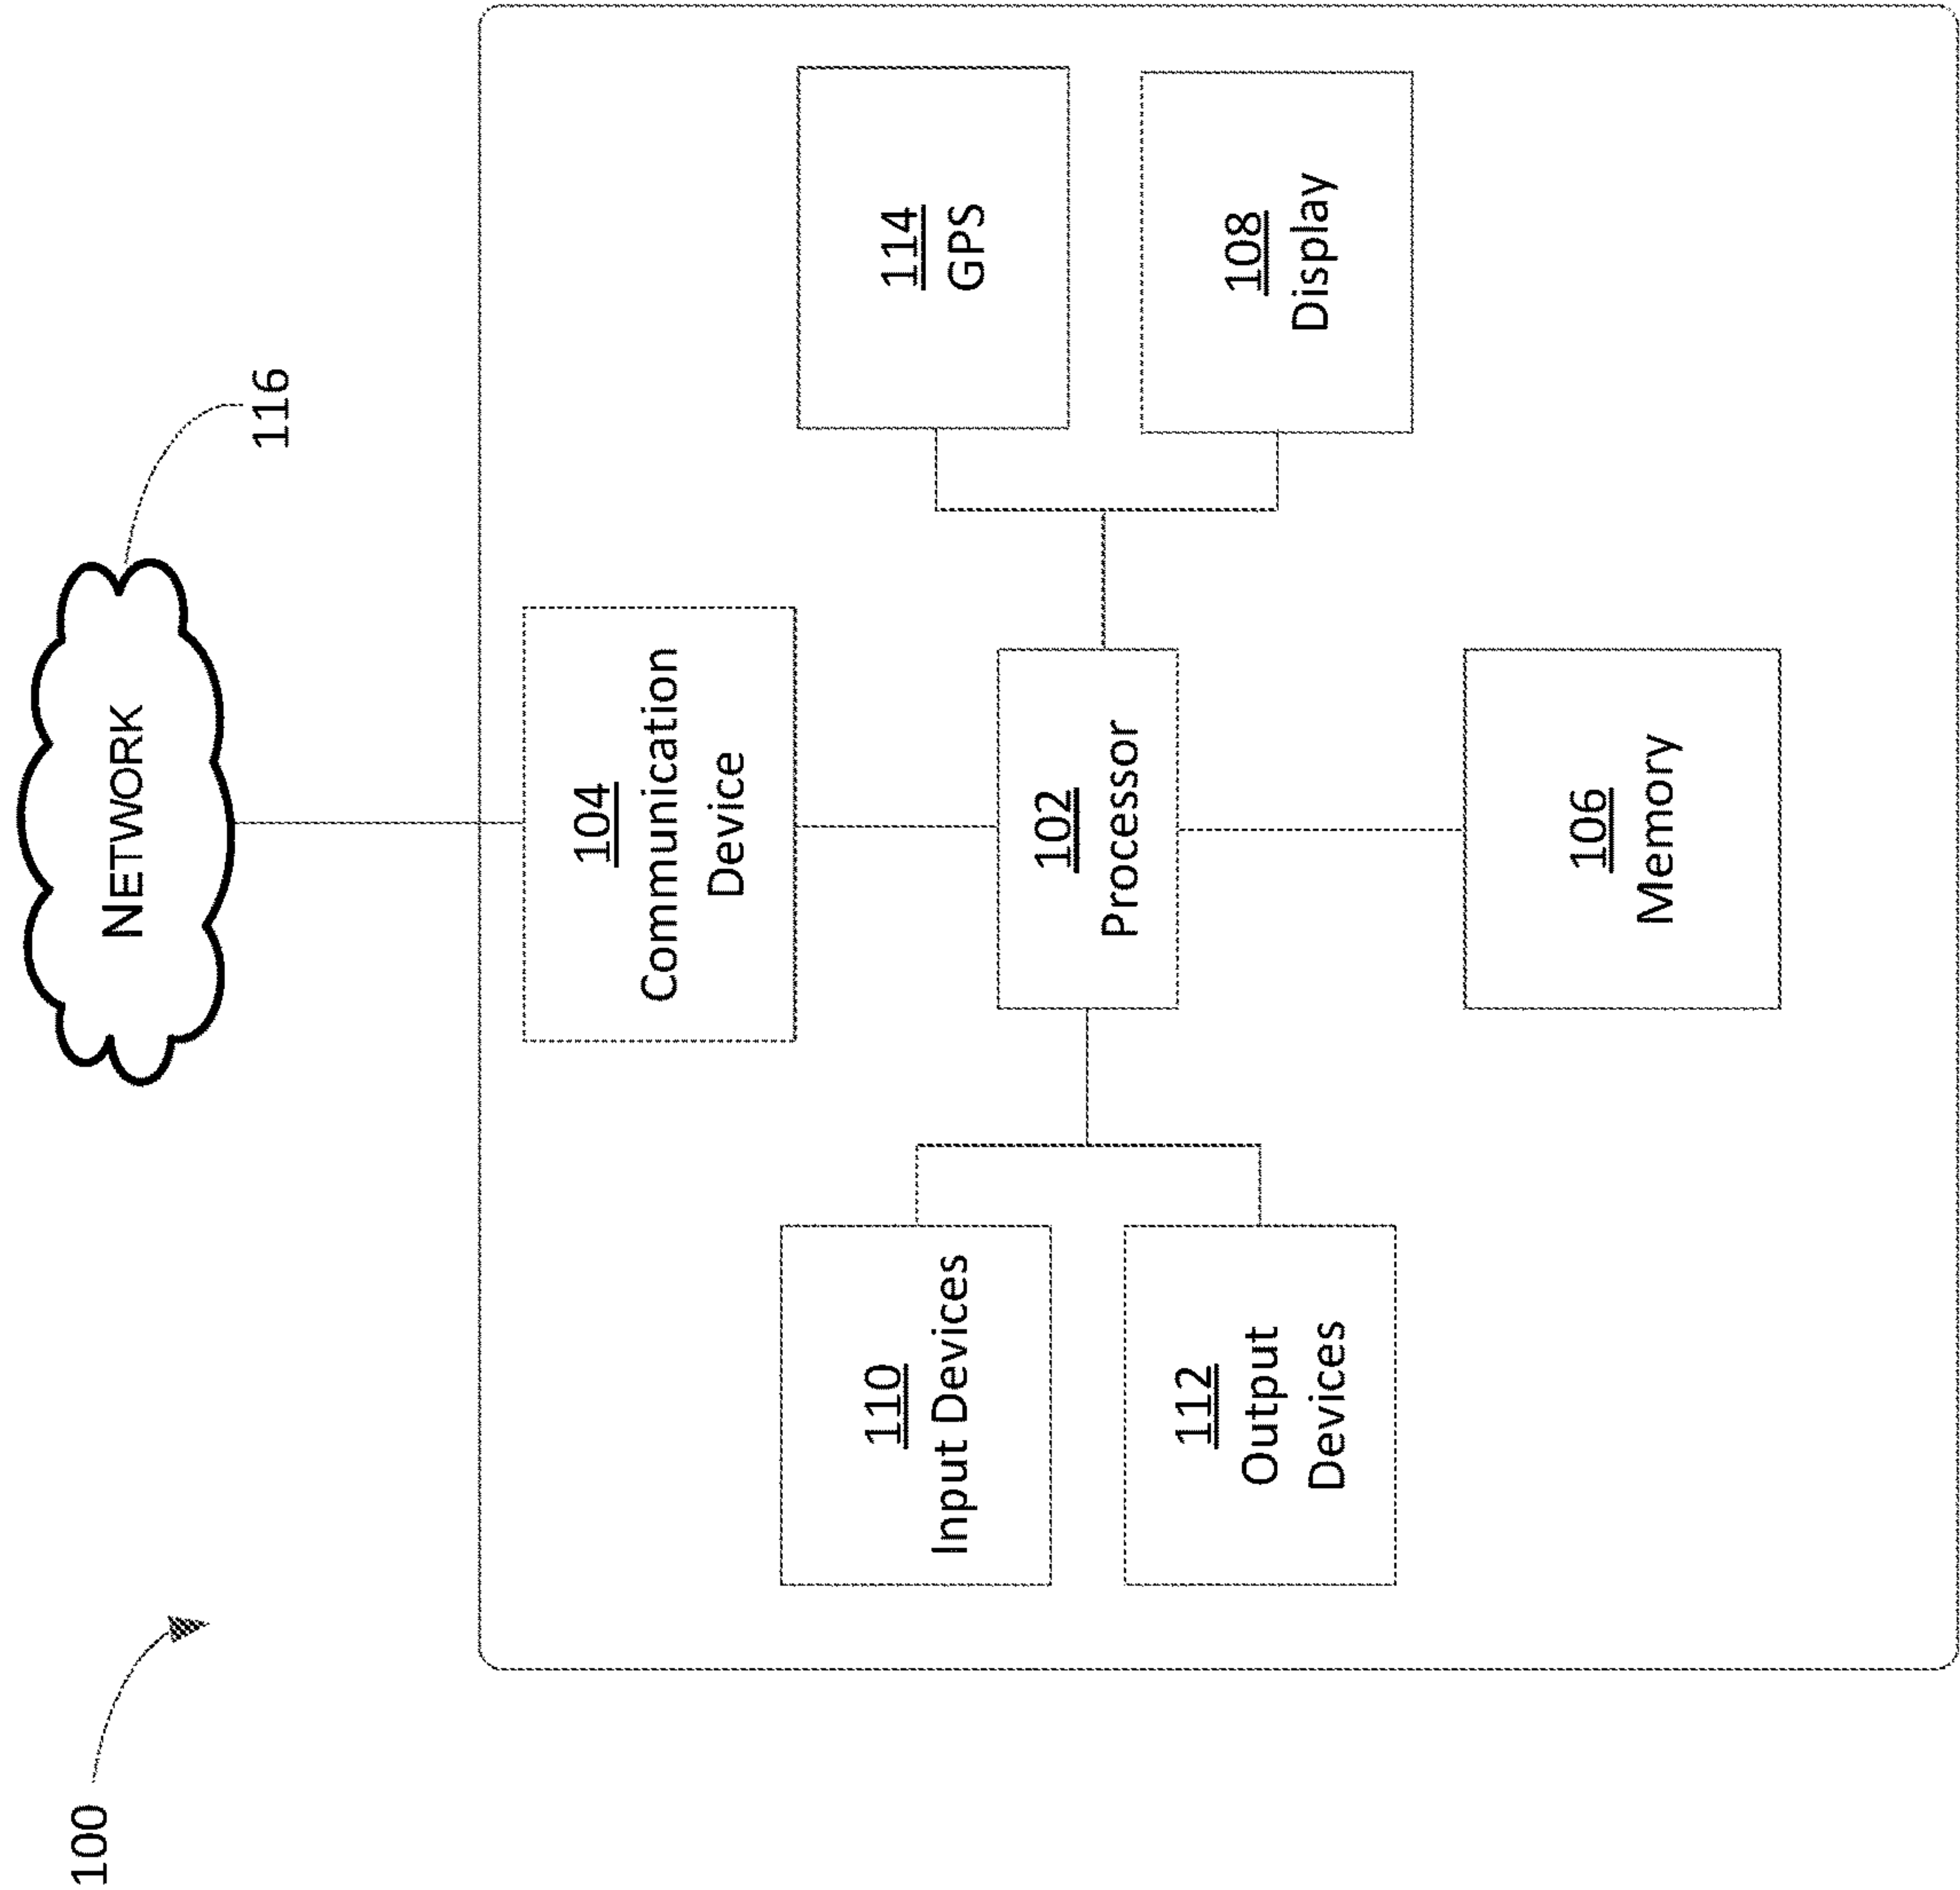 100
NETWORK
116
104
Communication
Device
110
Input Devices
102
Processor
114
GPS
112
Output
Devices
108
Display
106
Memory